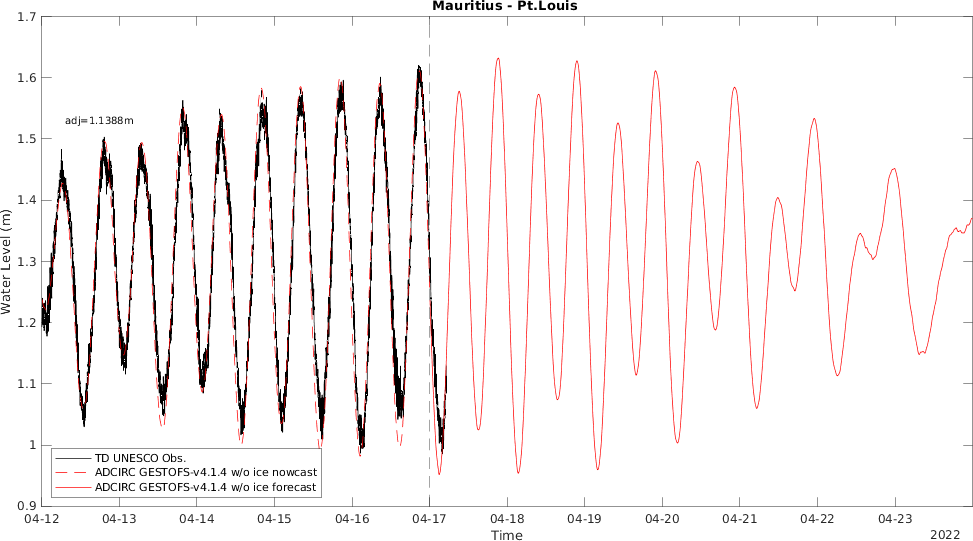 Mauritius - Pt.Louis
1.7
1.6
1.5
1.4
1.3
1.2
1.1
1
0.9
Water Level (m)
adj=1.1388m
TD UNESCO Obs.
ADCIRC GESTOFS-v4.1.4 w/o ice nowcast
ADCIRC GESTOFS-v4.1.4 w/o ice forecast
04-12 04-13 04-14 04-15 04-16 04-17 04-18 04-19 04-20 04-21 04-22 04-23
Time
2022